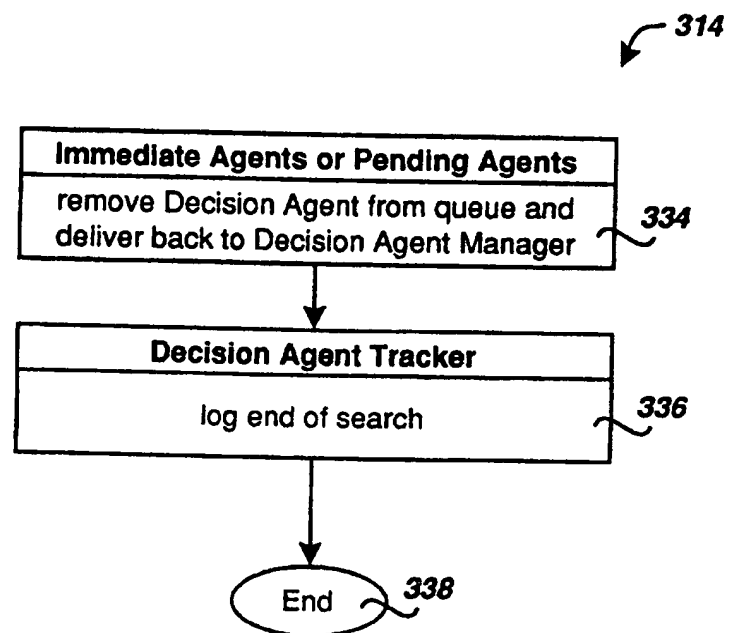 314
Immediate Agents or Pending Agents
remove Decision Agent from queue and
deliver back to Decision Agent Manager
334
Decision Agent Tracker
log end of search
336
End
338